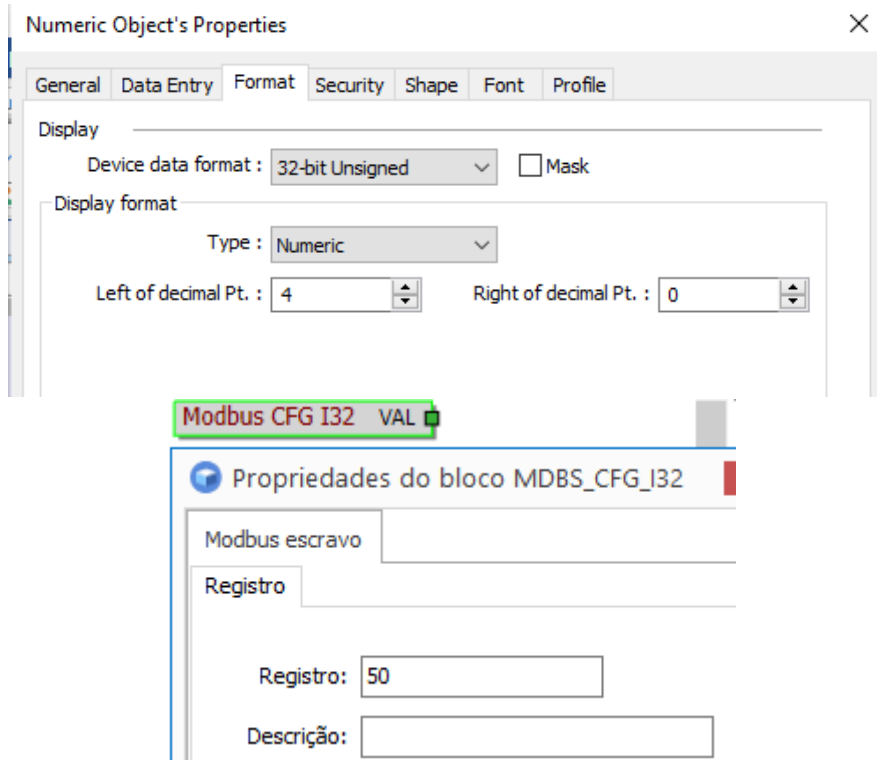 Numeric Object's Properties
General Data Entry Format Security Shape Font Profile
Display
Device data format : 32-bit Unsigned Mask
Display format
Type : Numeric
Left of decimal Pt. : 4 Right of decimal Pt. : 0
Modbus CFG I32 VAL
Propriedades do bloco MDBS_CFG_I32
Modbus escravo
Registro
Registro: 50
Descrição: